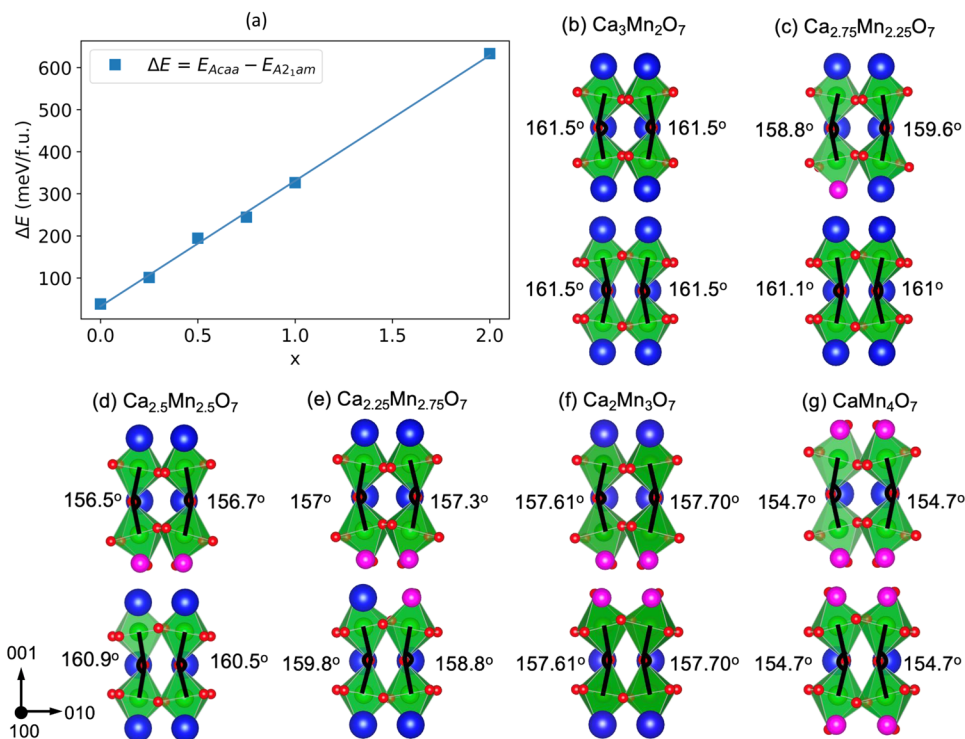 (a)
ΔE = E_Acaa − E_A2₁am
ΔE (meV/f.u.)
600
500
400
300
200
100
0.0 0.5 1.0 1.5 2.0
x
(b) Ca₃Mn₂O₇
161.5° 161.5°
161.5° 161.5°
(c) Ca₂.₇₅Mn₂.₂₅O₇
158.8° 159.6°
161.1° 161°
(d) Ca₂.₅Mn₂.₅O₇
156.5° 156.7°
160.9° 160.5°
(e) Ca₂.₂₅Mn₂.₇₅O₇
157° 157.3°
159.8° 158.8°
(f) Ca₂Mn₃O₇
157.61° 157.70°
157.61° 157.70°
(g) CaMn₄O₇
154.7° 154.7°
154.7° 154.7°
001
010
100